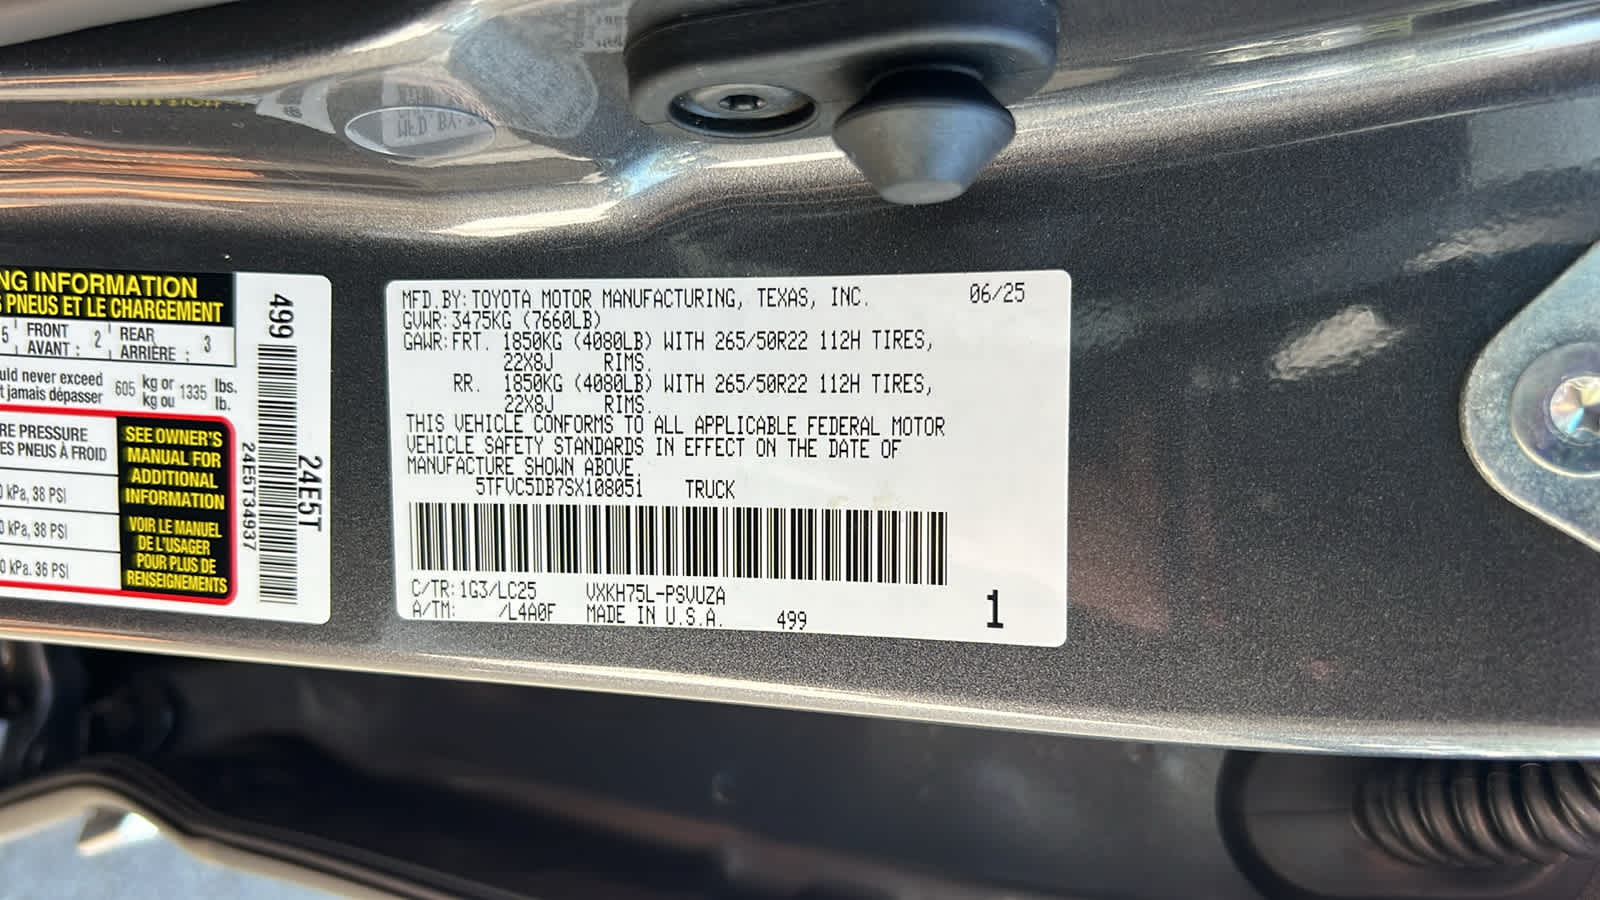 NG INFORMATION
S PNEUS ET LE CHARGEMENT
5 FRONT AVANT : 2 REAR ARRIÈRE : 3
uld never exceed 605 kg or 1335 lbs.
t jamais dépasser kg ou lb.
RE PRESSURE
ES PNEUS À FROID
0 kPa, 38 PSI
0 kPa, 38 PSI
0 kPa. 36 PSI
SEE OWNER'S
MANUAL FOR
ADDITIONAL
INFORMATION
VOIR LE MANUEL
DE L'USAGER
POUR PLUS DE
RENSEIGNEMENTS
499
24E5T34937
24E5T
MFD.BY: TOYOTA MOTOR MANUFACTURING, TEXAS, INC. 06/25
GVWR: 3475KG (7660LB)
GAWR: FRT. 1850KG (4080LB) WITH 265/50R22 112H TIRES,
22X8J RIMS.
RR. 1850KG (4080LB) WITH 265/50R22 112H TIRES,
22X8J RIMS.
THIS VEHICLE CONFORMS TO ALL APPLICABLE FEDERAL MOTOR
VEHICLE SAFETY STANDARDS IN EFFECT ON THE DATE OF
MANUFACTURE SHOWN ABOVE.
5TFVC5DB7SX108051 TRUCK
C/TR: 1G3/LC25 VXKH75L-PSVUZA
A/TM: /L4A0F MADE IN U.S.A. 499
1